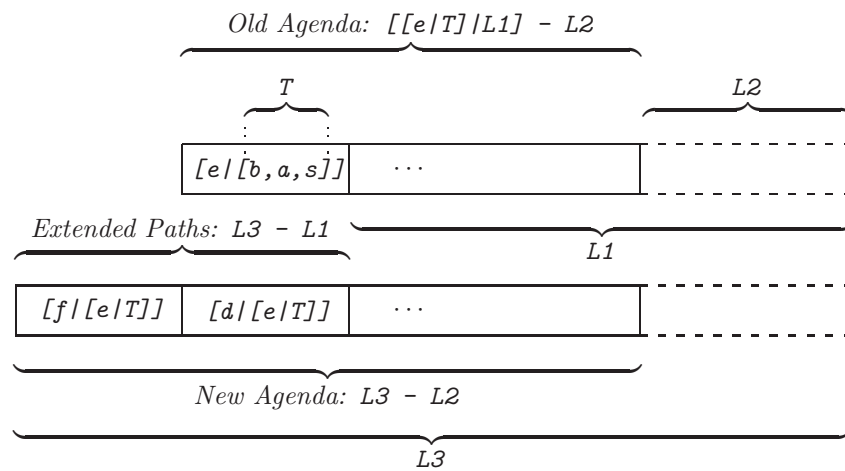 Old Agenda: [[e|T]|L1] - L2
T
L2
[e|[b,a,s]]
...
Extended Paths: L3 - L1
L1
[f|[e|T]]
[d|[e|T]]
...
New Agenda: L3 - L2
L3